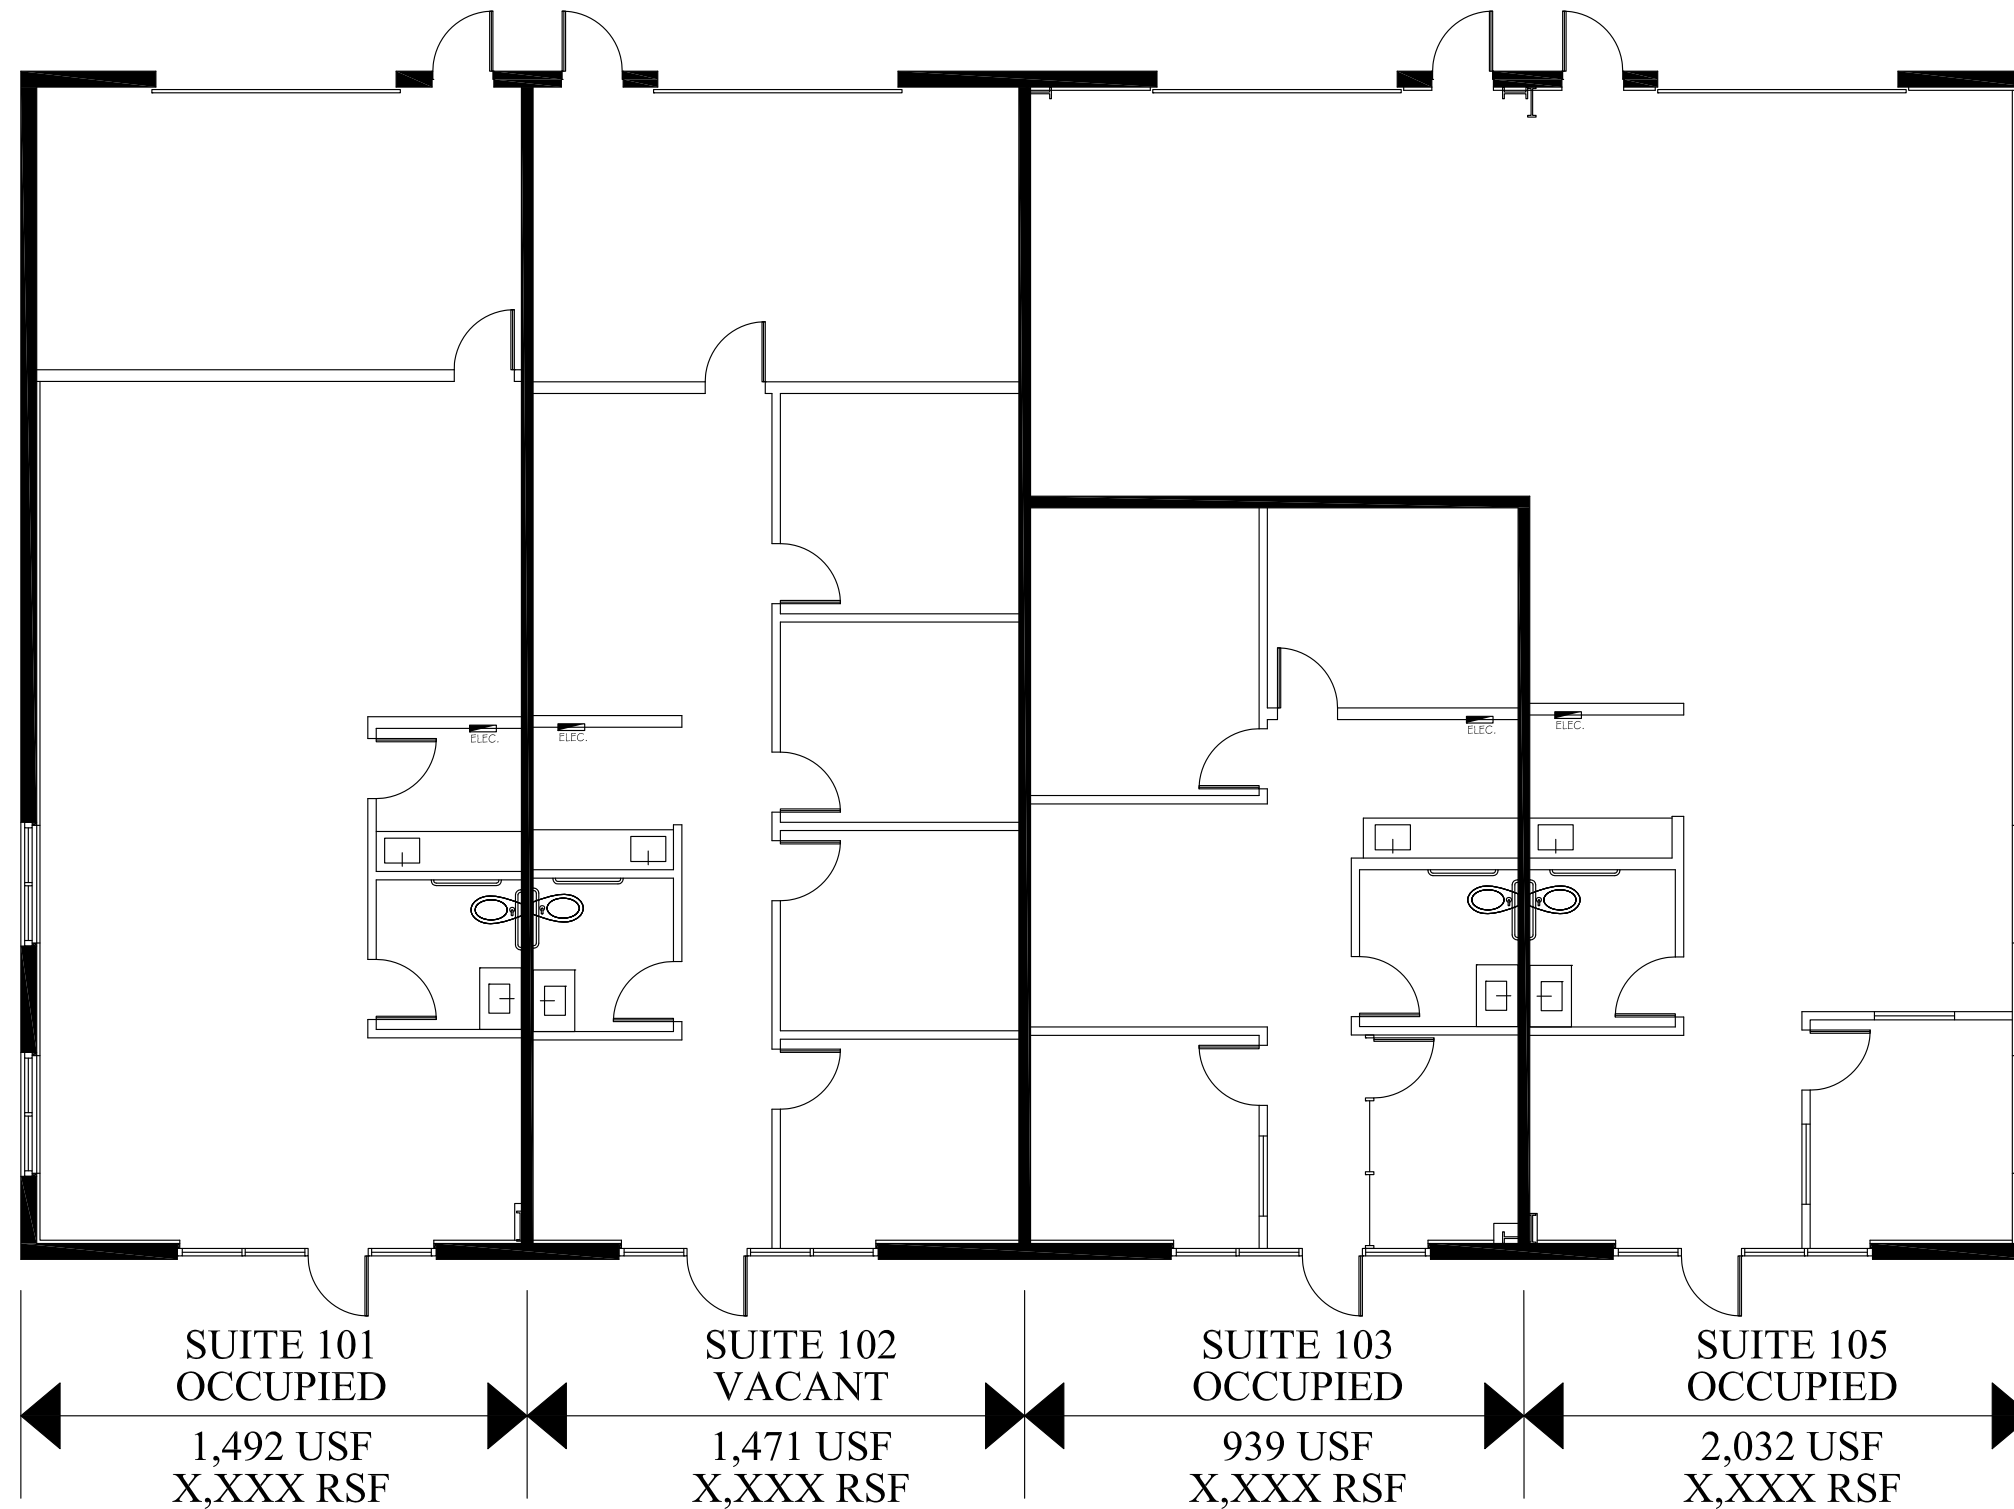 ELEC.
ELEC.
ELEC.
ELEC.
SUITE 101
OCCUPIED
1,492 USF
X,XXX RSF
SUITE 102
VACANT
1,471 USF
X,XXX RSF
SUITE 103
OCCUPIED
939 USF
X,XXX RSF
SUITE 105
OCCUPIED
2,032 USF
X,XXX RSF